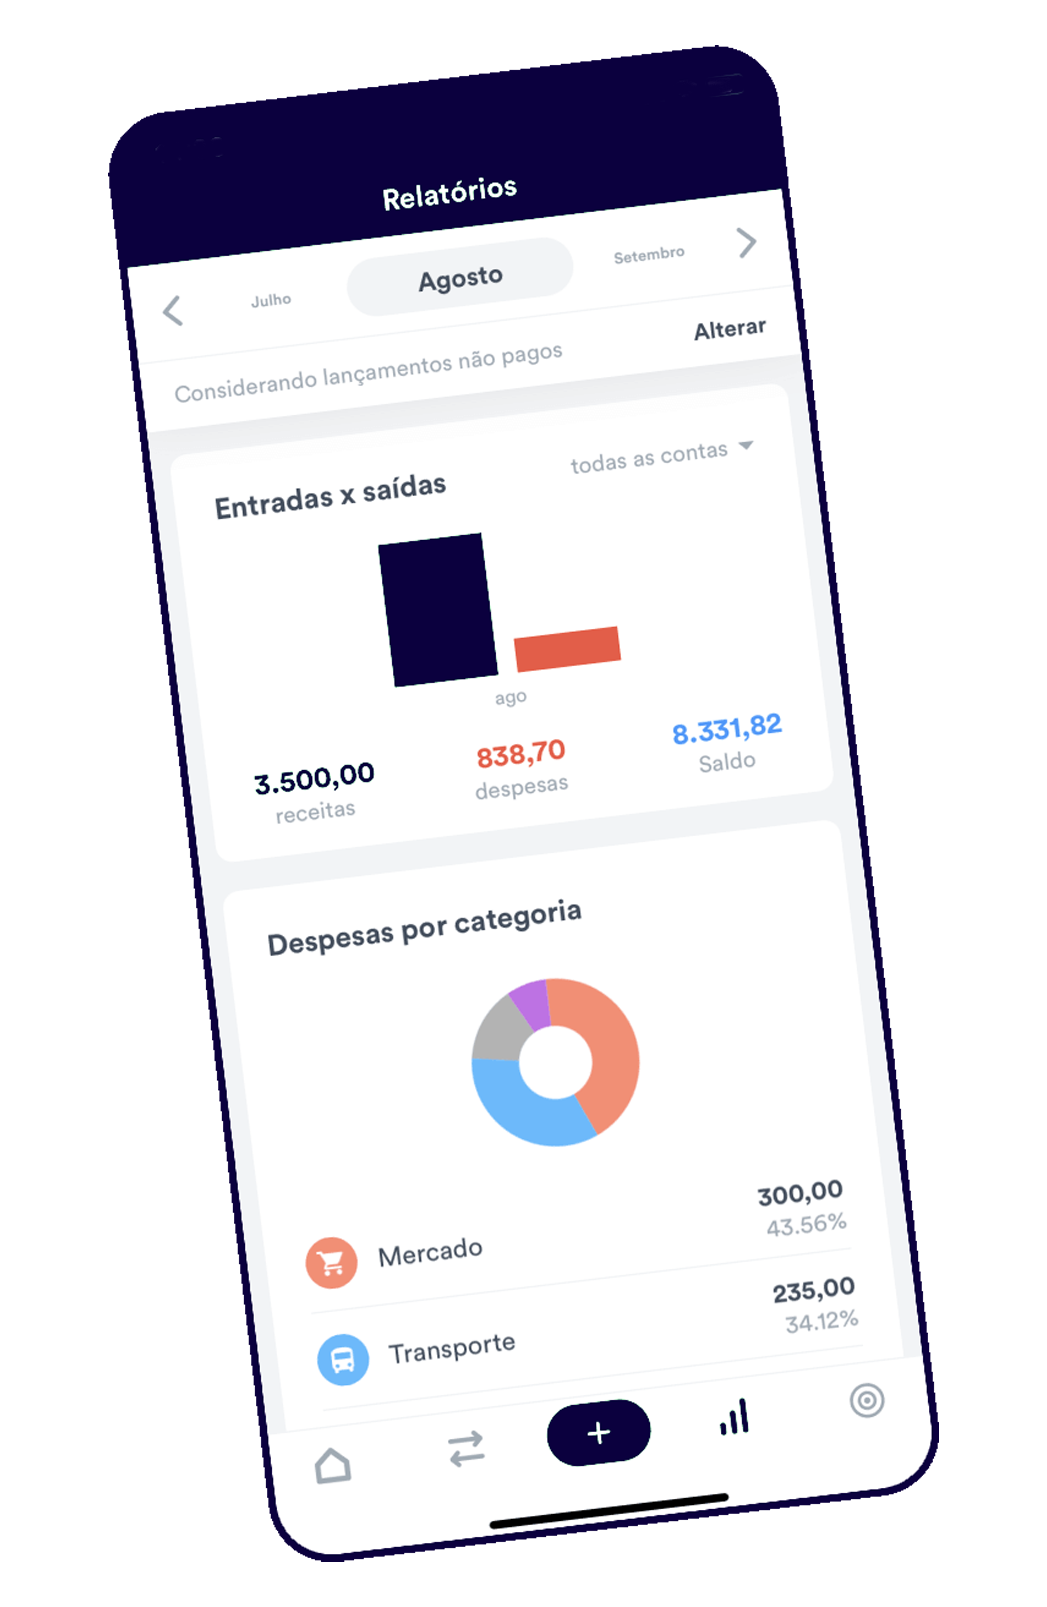 Relatórios
Julho
Agosto
Setembro
Considerando lançamentos não pagos
Alterar
Entradas x saídas
todas as contas
ago
3.500,00
receitas
838,70
despesas
8.331,82
Saldo
Despesas por categoria
Mercado
300,00
43.56%
Transporte
235,00
34.12%